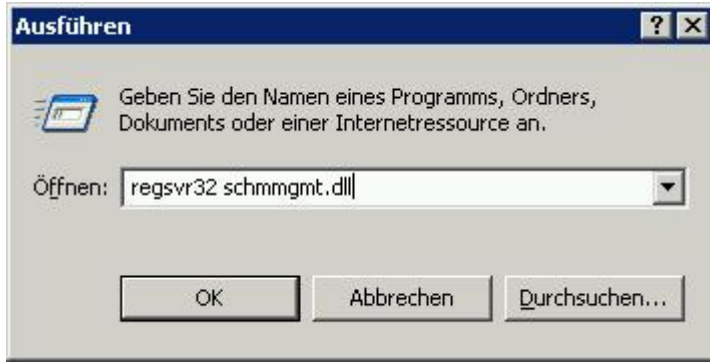 Ausführen
Geben Sie den Namen eines Programms, Ordners,
Dokuments oder einer Internetressource an.
Öffnen: regsvr32 schmmgmt.dll
OK Abbrechen Durchsuchen...